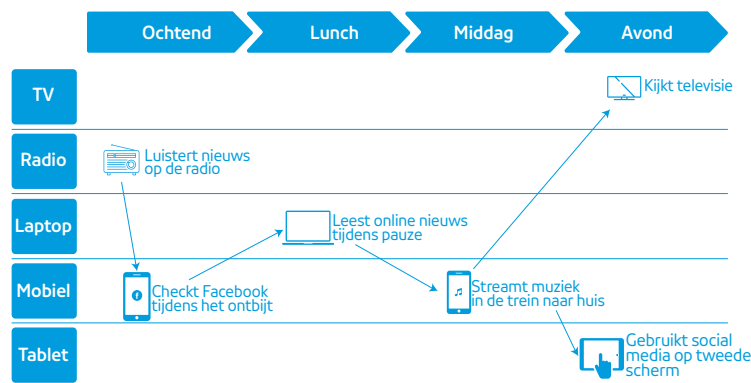 Ochtend
Lunch
Middag
Avond
TV
Kijkt televisie
Radio
Luistert nieuws
op de radio
Laptop
Leest online nieuws
tijdens pauze
Mobiel
Checkt Facebook
tijdens het ontbijt
Streamt muziek
in de trein naar huis
Tablet
Gebruikt social
media op tweede
scherm